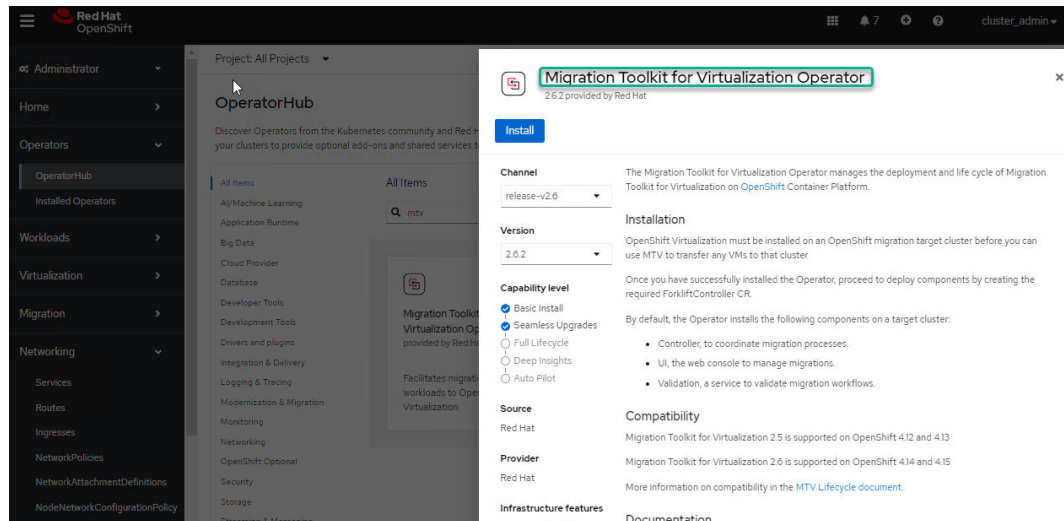 Red Hat
OpenShift
7
cluster_admin
Administrator
Home
Operators
OperatorHub
Installed Operators
Workloads
Virtualization
Migration
Networking
Services
Routes
Ingresses
NetworkPolicies
NetworkAttachmentDefinitions
NodeNetworkConfigurationPolicy
Project: All Projects
OperatorHub
Discover Operators from the Kubernetes community and Red H
your clusters to provide optional add-ons and shared services t
All Items
AI/Machine Learning
Application Runtime
Big Data
Cloud Provider
Database
Developer Tools
Development Tools
Drivers and plugins
Integration & Delivery
Logging & Tracing
Modernization & Migration
Monitoring
Networking
OpenShift Optional
Security
Storage
Streaming & Messaging
All Items
mtv
Migration Toolkit
Virtualization Op
provided by Red Ha
Facilitates migrati
workloads to Ope
Virtualization
Migration Toolkit for Virtualization Operator
2.6.2 provided by Red Hat
Install
Channel
release-v2.6
Version
2.6.2
Capability level
Basic Install
Seamless Upgrades
Full Lifecycle
Deep Insights
Auto Pilot
Source
Red Hat
Provider
Red Hat
Infrastructure features
The Migration Toolkit for Virtualization Operator manages the deployment and life cycle of Migration
Toolkit for Virtualization on OpenShift Container Platform.
Installation
OpenShift Virtualization must be installed on an OpenShift migration target cluster before you can
use MTV to transfer any VMs to that cluster
Once you have successfully installed the Operator, proceed to deploy components by creating the
required ForkliftController CR.
By default, the Operator installs the following components on a target cluster:
• Controller, to coordinate migration processes.
• UI, the web console to manage migrations.
• Validation, a service to validate migration workflows.
Compatibility
Migration Toolkit for Virtualization 2.5 is supported on OpenShift 4.12 and 4.13
Migration Toolkit for Virtualization 2.6 is supported on OpenShift 4.14 and 4.15
More information on compatibility in the MTV Lifecycle document.
Documentation